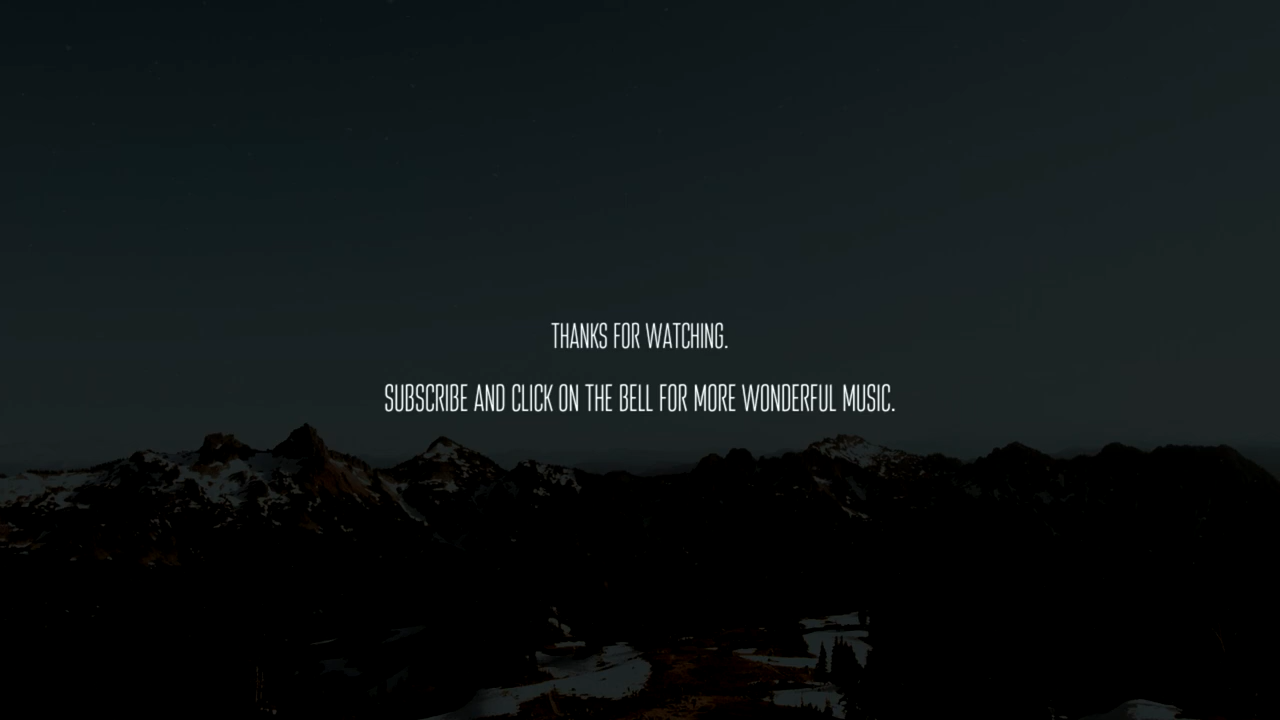 THANKS FOR WATCHING.
SUBSCRIBE AND CLICK ON THE BELL FOR MORE WONDERFUL MUSIC.